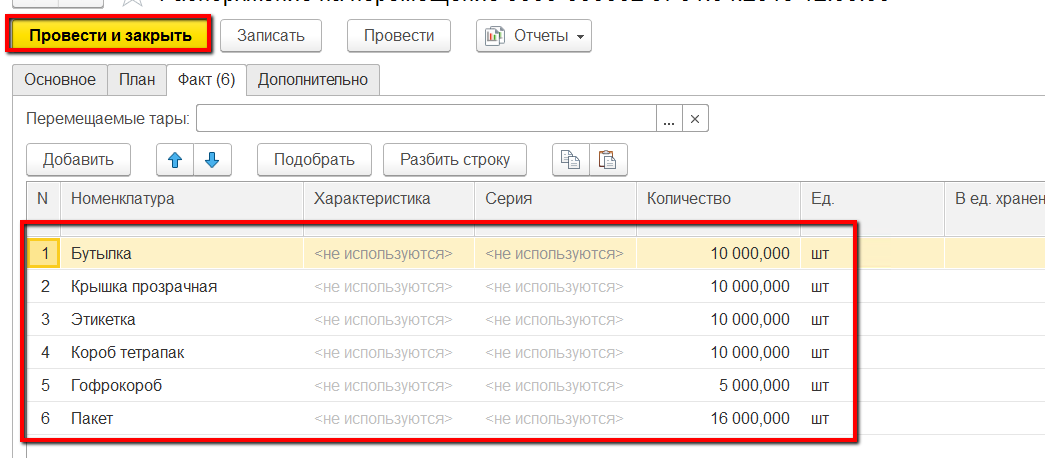 Провести и закрыть Записать Провести Отчеты
Основное План Факт (6) Дополнительно
Перемещаемые тары: ... ×
Добавить Подобрать Разбить строку
N Номенклатура Характеристика Серия Количество Ед. В ед. хранен
1 Бутылка <не используются> <не используются> 10 000,000 шт
2 Крышка прозрачная <не используются> <не используются> 10 000,000 шт
3 Этикетка <не используются> <не используются> 10 000,000 шт
4 Короб тетрапак <не используются> <не используются> 10 000,000 шт
5 Гофрокороб <не используются> <не используются> 5 000,000 шт
6 Пакет <не используются> <не используются> 16 000,000 шт